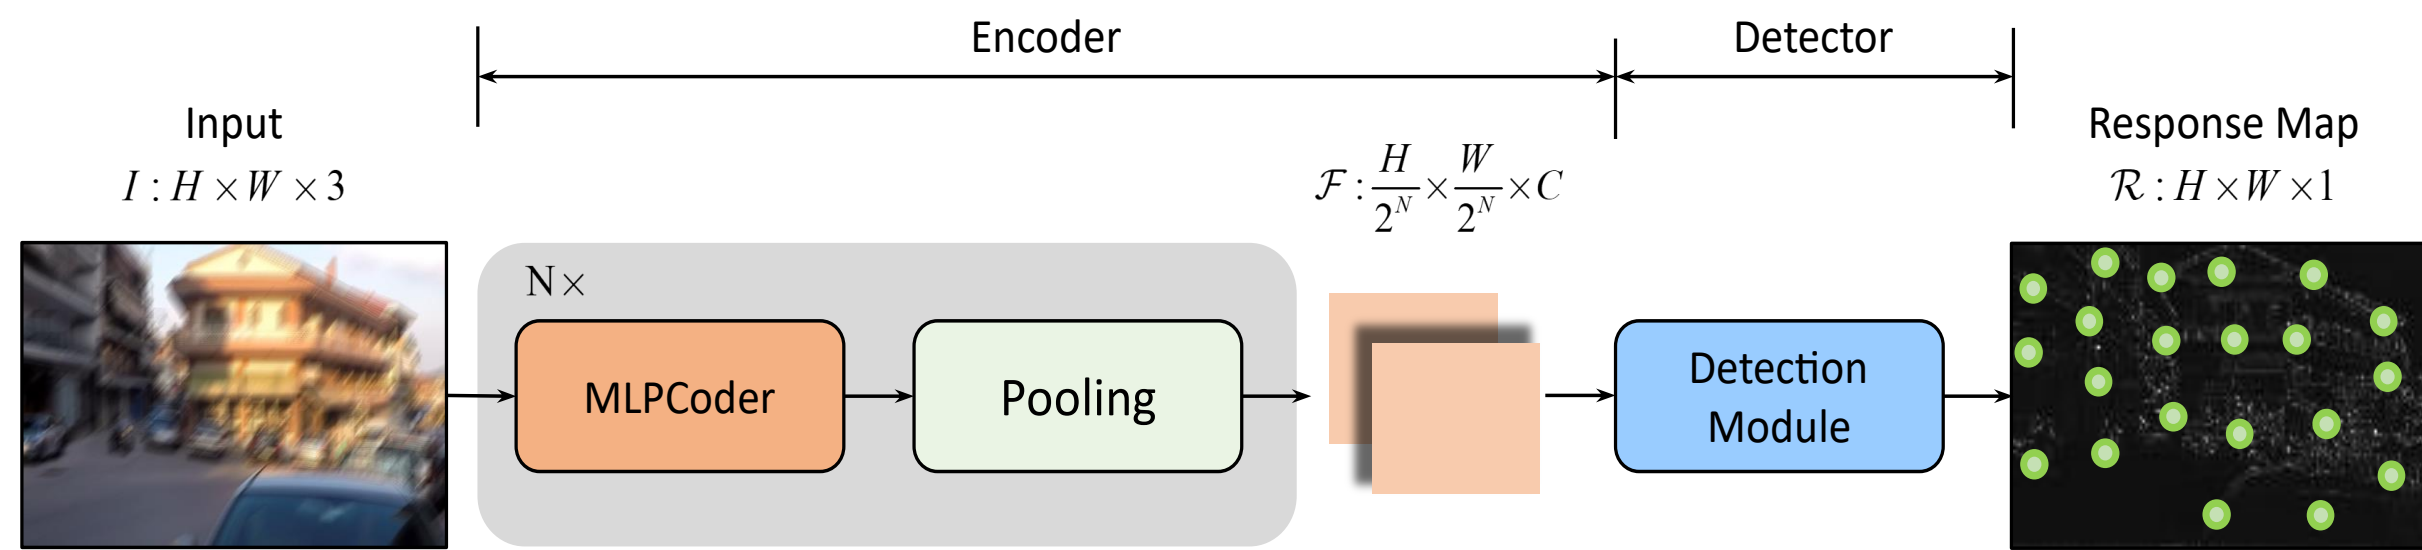 Encoder
Detector
Input
I : H × W × 3
F : H/2^N × W/2^N × C
Response Map
R : H × W × 1
N×
MLPCoder
Pooling
Detection
Module